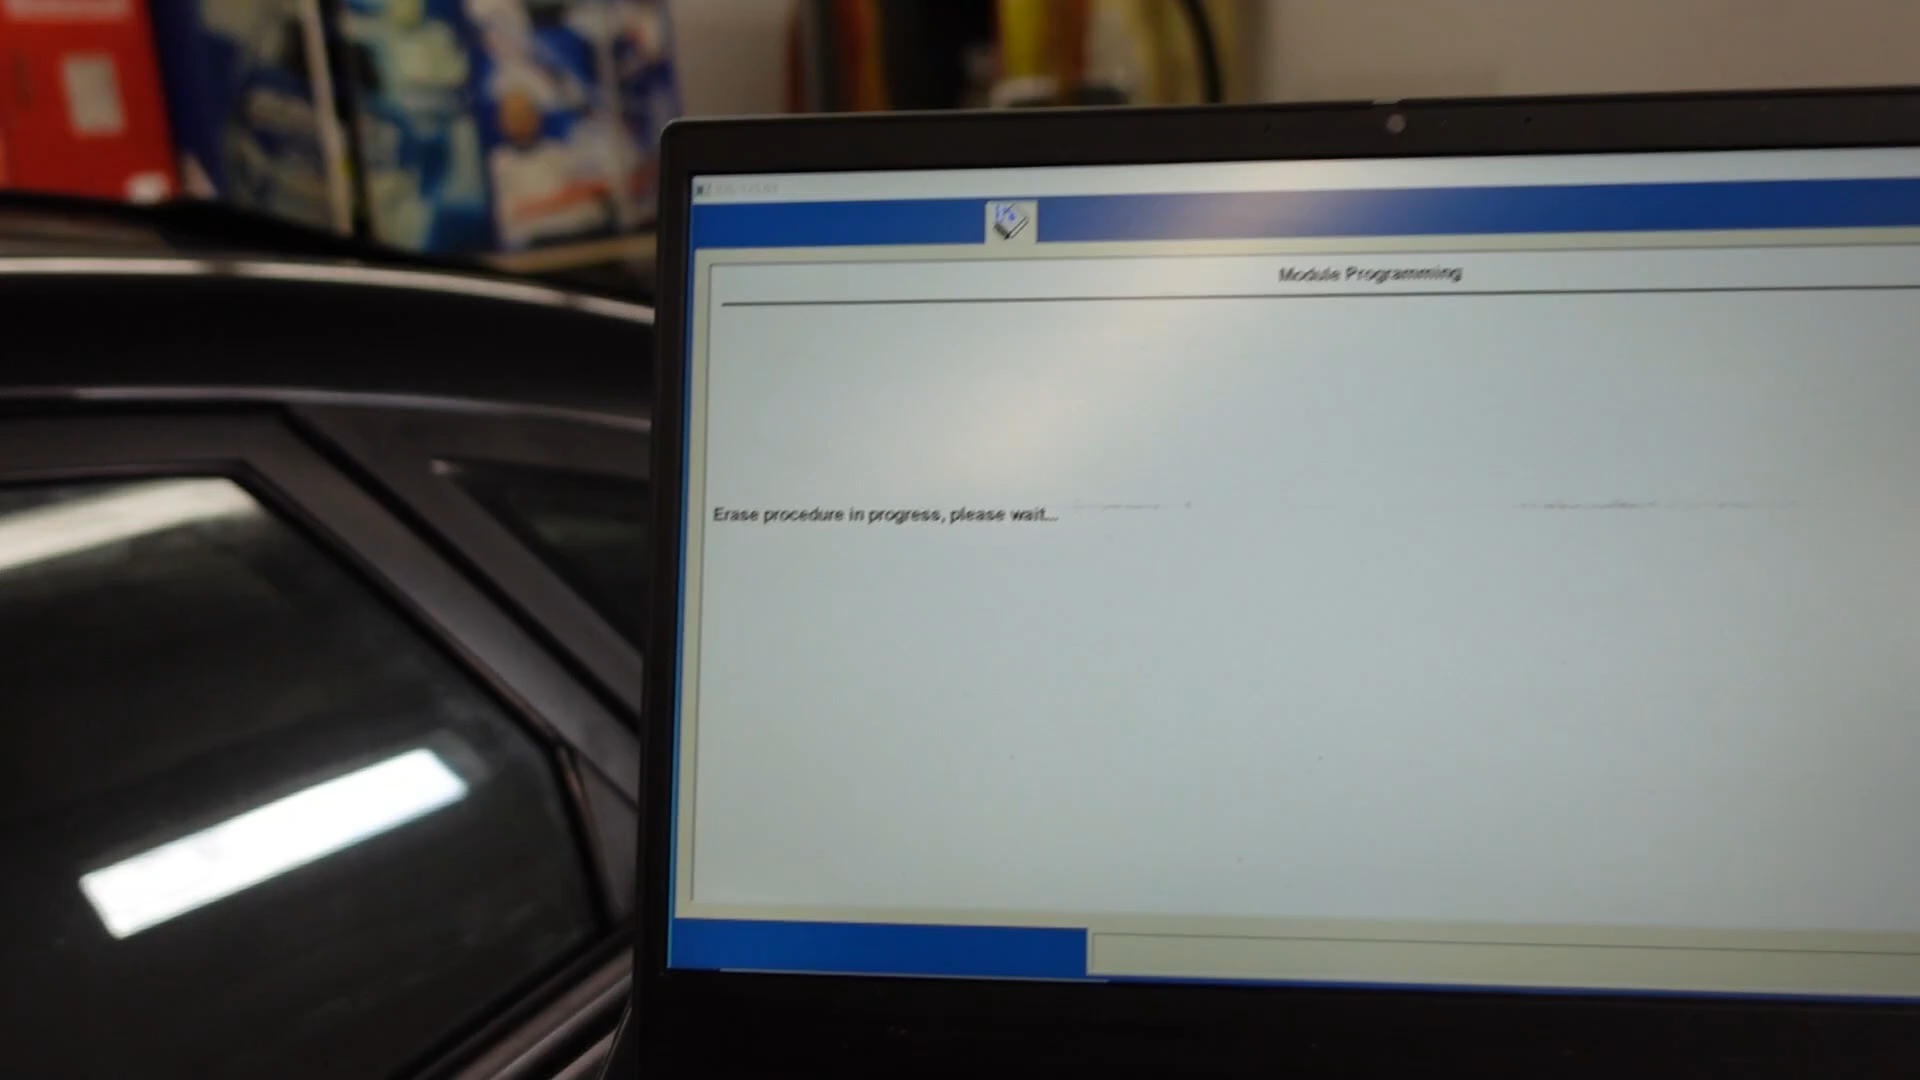 Module Programming
Erase procedure in progress, please wait...